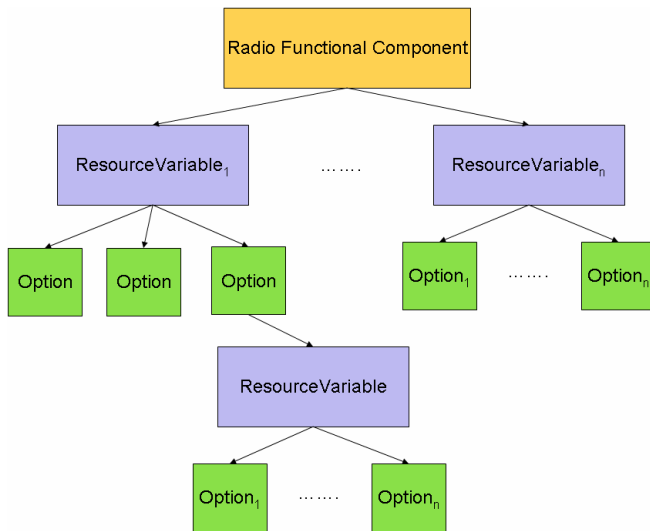 Radio Functional Component
ResourceVariable₁ ……. ResourceVariableₙ
Option Option Option Option₁ ……. Optionₙ
ResourceVariable
Option₁ ……. Optionₙ